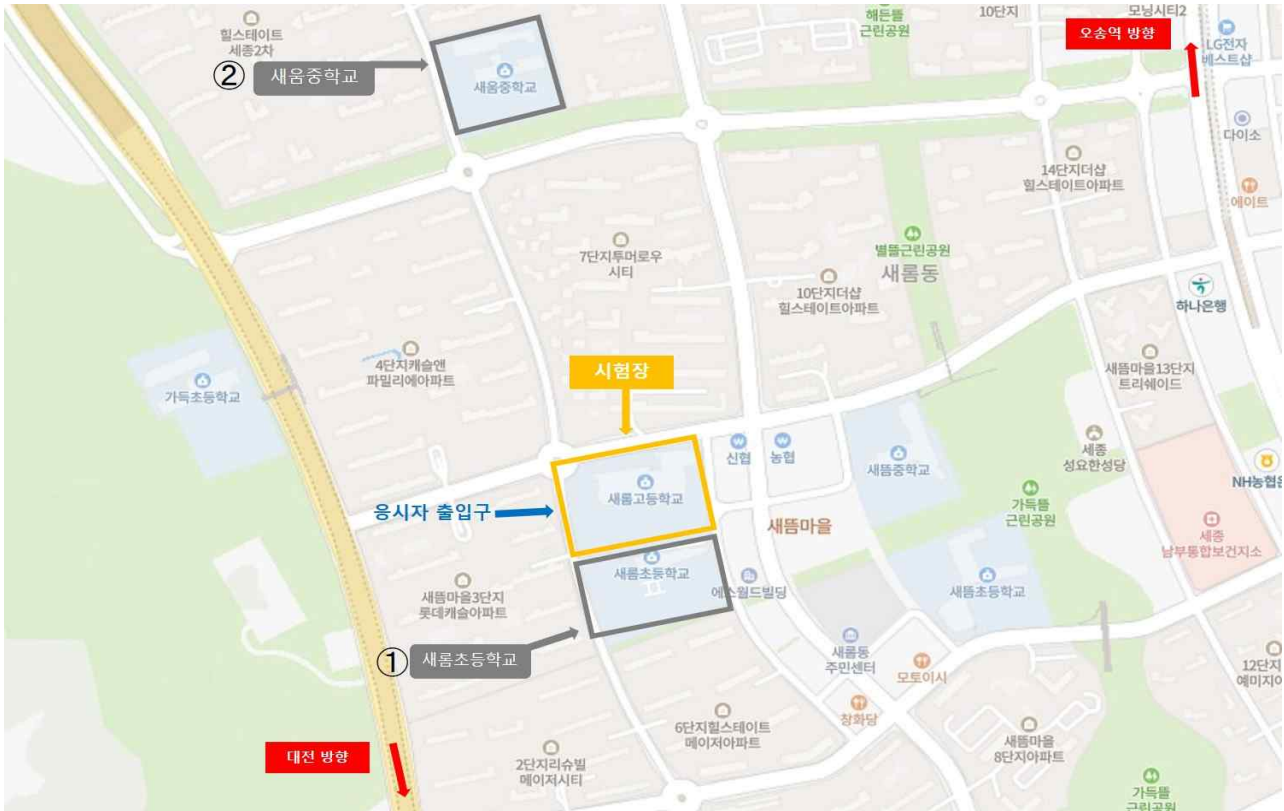 힐스테이트
세종2차
② 새움중학교
새움중학교
해든뜰
근린공원
10단지
모닝시티2
오송역 방향
LG전자
베스트샵
다이소
에이트
14단지더샵
힐스테이트아파트
7단지투머로우
시티
별뜰근린공원
새롬동
10단지더샵
힐스테이트아파트
하나은행
4단지캐슬앤
파밀리에아파트
가득초등학교
시험장
새뜸마을13단지
트리쉐이드
신협
농협
새뜸중학교
세종
성요한성당
NH농협은
새롬고등학교
응시자 출입구
새뜸마을
가득뜰
근린공원
세종
남부통합보건지소
새롬초등학교
에스월드빌딩
새뜸마을3단지
롯데캐슬아파트
새뜸초등학교
① 새롬초등학교
새롬동
주민센터
모토이시
창화당
12단지
예미지아
6단지힐스테이트
메이저아파트
새뜸마을
8단지아파트
대전 방향
2단지리슈빌
메이저시티
가득뜰
근린공원